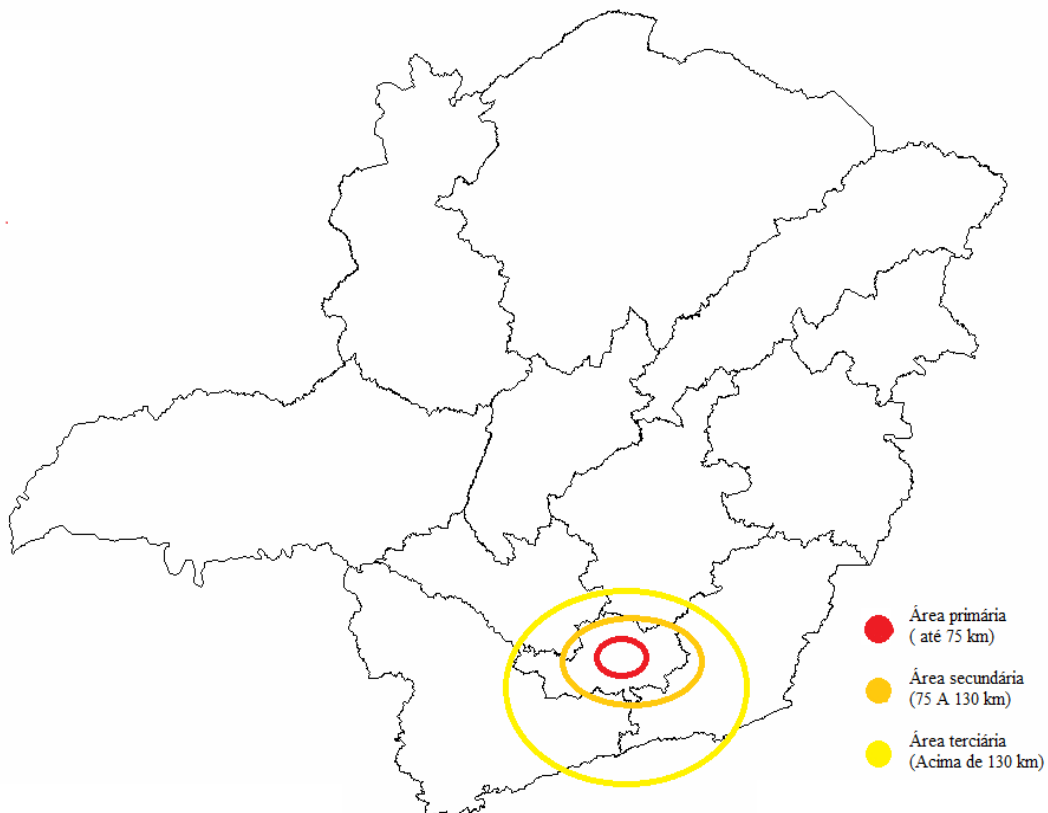 Área primária
( até 75 km)
Área secundária
(75 A 130 km)
Área terciária
(Acima de 130 km)